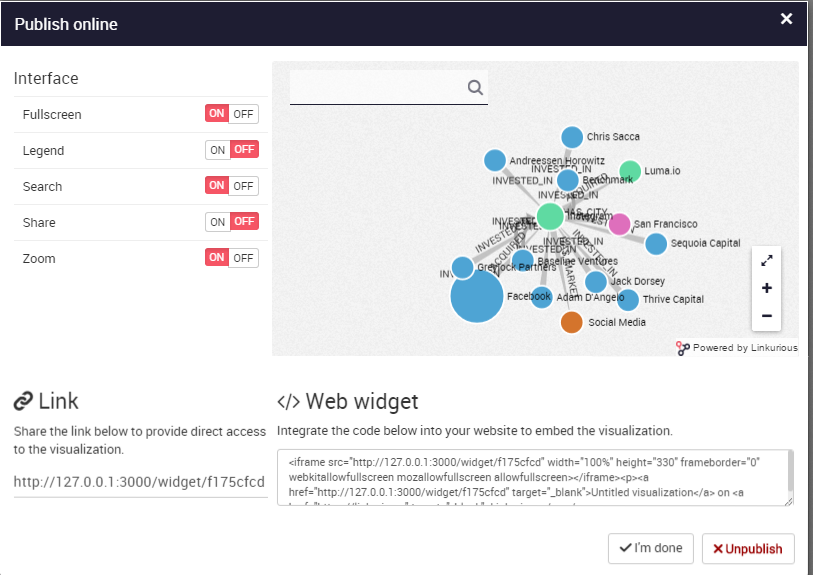 Publish online
×
Interface
Fullscreen ON OFF
Legend ON OFF
Search ON OFF
Share ON OFF
Zoom ON OFF
Chris Sacca
Andreessen Horowitz
INVESTED_IN
Luma.io
INVESTED_IN
Benchmark
INVESTED_IN
Instagram
San Francisco
Sequoia Capital
INVESTED_IN
INVESTED_IN
Baseline Ventures
Greylock Partners
Jack Dorsey
Facebook
Adam D'Angelo
Thrive Capital
Social Media
Powered by Linkurious
Link
Share the link below to provide direct access
to the visualization.
http://127.0.0.1:3000/widget/f175cfcd
</> Web widget
Integrate the code below into your website to embed the visualization.
<iframe src="http://127.0.0.1:3000/widget/f175cfcd" width="100%" height="330" frameborder="0"
webkitallowfullscreen mozallowfullscreen allowfullscreen></iframe><p><a
href="http://127.0.0.1:3000/widget/f175cfcd" target="_blank">Untitled visualization</a> on <a
I'm done
Unpublish